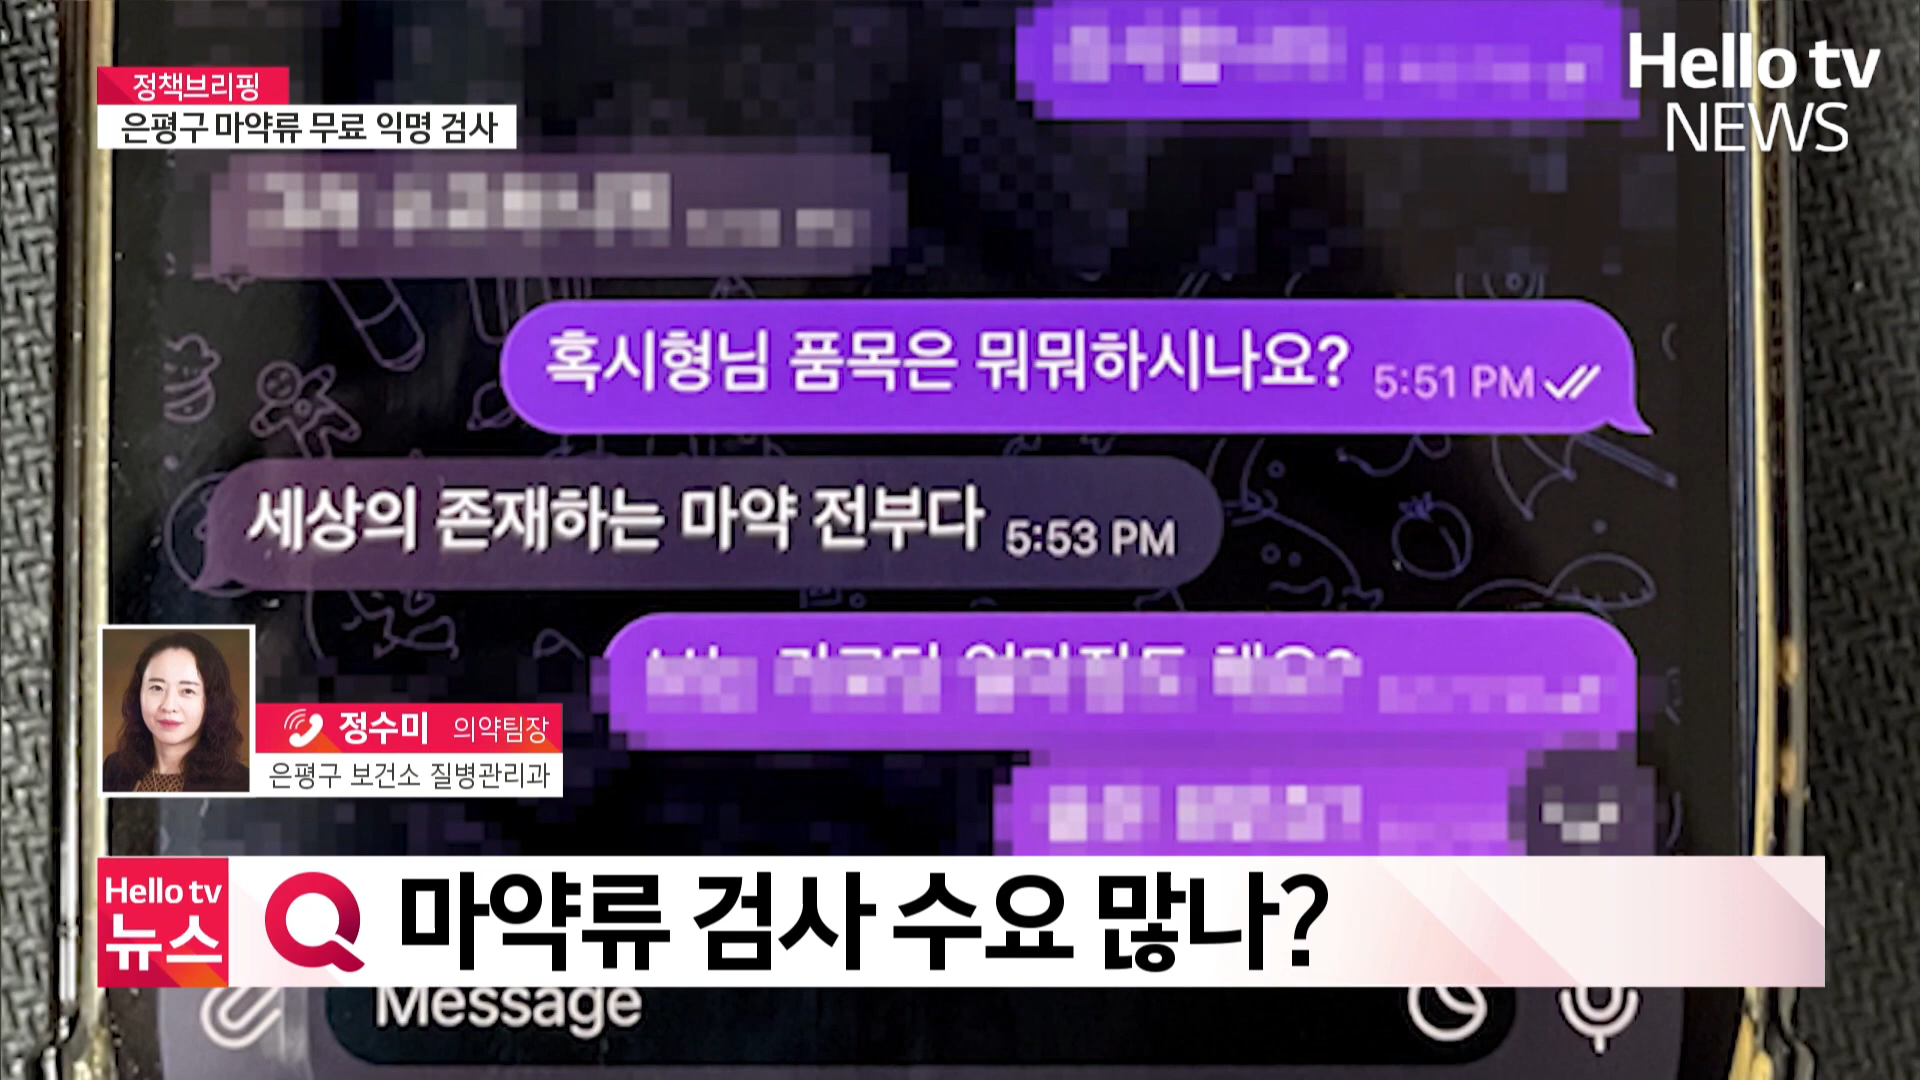 정책브리핑
은평구 마약류 무료 익명 검사
Hello tv
NEWS
혹시형님 품목은 뭐뭐하시나요? 5:51 PM
세상의 존재하는 마약 전부다 5:53 PM
정수미 의약팀장
은평구 보건소 질병관리과
Hello tv
뉴스
Q 마약류 검사 수요 많나?
Message